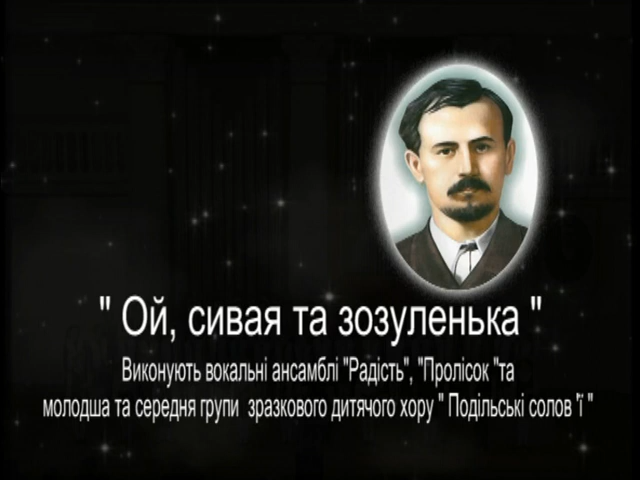 " Ой, сивая та зозуленька "
Виконують вокальні ансамблі "Радість", "Пролісок "та
молодша та середня групи зразкового дитячого хору " Подільські солов 'ї "